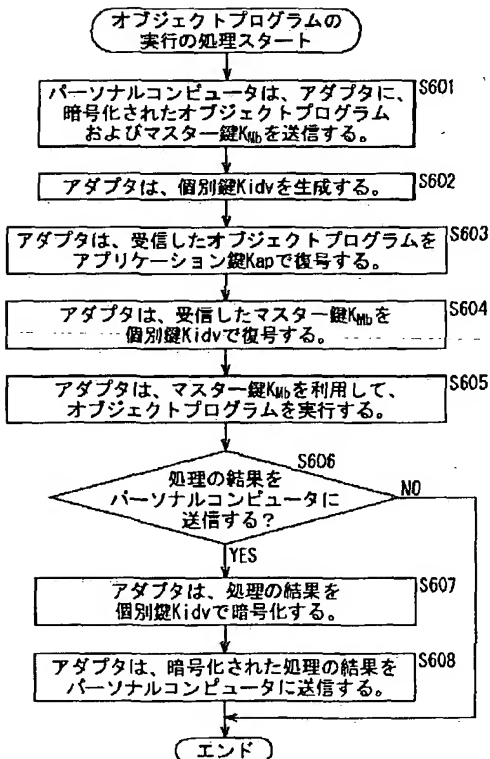 オブジェクトプログラムの
実行の処理スタート
S601
パーソナルコンピュータは、アダプタに、
暗号化されたオブジェクトプログラム
およびマスター鍵KMbを送信する。
S602
アダプタは、個別鍵Kidvを生成する。
S603
アダプタは、受信したオブジェクトプログラムを
アプリケーション鍵Kapで復号する。
S604
アダプタは、受信したマスター鍵KMbを
個別鍵Kidvで復号する。
S605
アダプタは、マスター鍵KMbを利用して、
オブジェクトプログラムを実行する。
S606
処理の結果を
パーソナルコンピュータに
送信する?
NO
YES
S607
アダプタは、処理の結果を
個別鍵Kidvで暗号化する。
S608
アダプタは、暗号化された処理の結果を
パーソナルコンピュータに送信する。
エンド